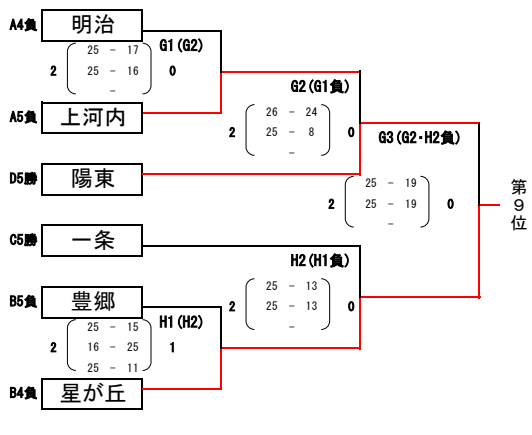 A4負 明治
G1(G2)
25 - 17
2 25 - 16 0
-
A5負 上河内
G2(G1負)
26 - 24
2 25 - 8 0
-
D5勝 陽東
G3(G2・H2負)
25 - 19
2 25 - 19 0
-
第9位
C5勝 一条
H2(H1負)
25 - 13
2 25 - 13 0
-
B5負 豊郷
H1(H2)
25 - 15
2 16 - 25 1
25 - 11
B4負 星が丘